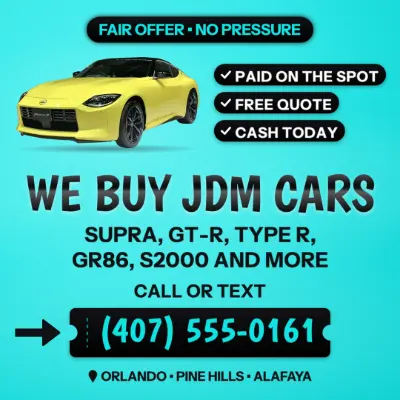 FAIR OFFER • NO PRESSURE
✓ PAID ON THE SPOT
✓ FREE QUOTE
✓ CASH TODAY
WE BUY JDM CARS
SUPRA, GT-R, TYPE R,
GR86, S2000 AND MORE
CALL OR TEXT
(407) 555-0161
ORLANDO • PINE HILLS • ALAFAYA